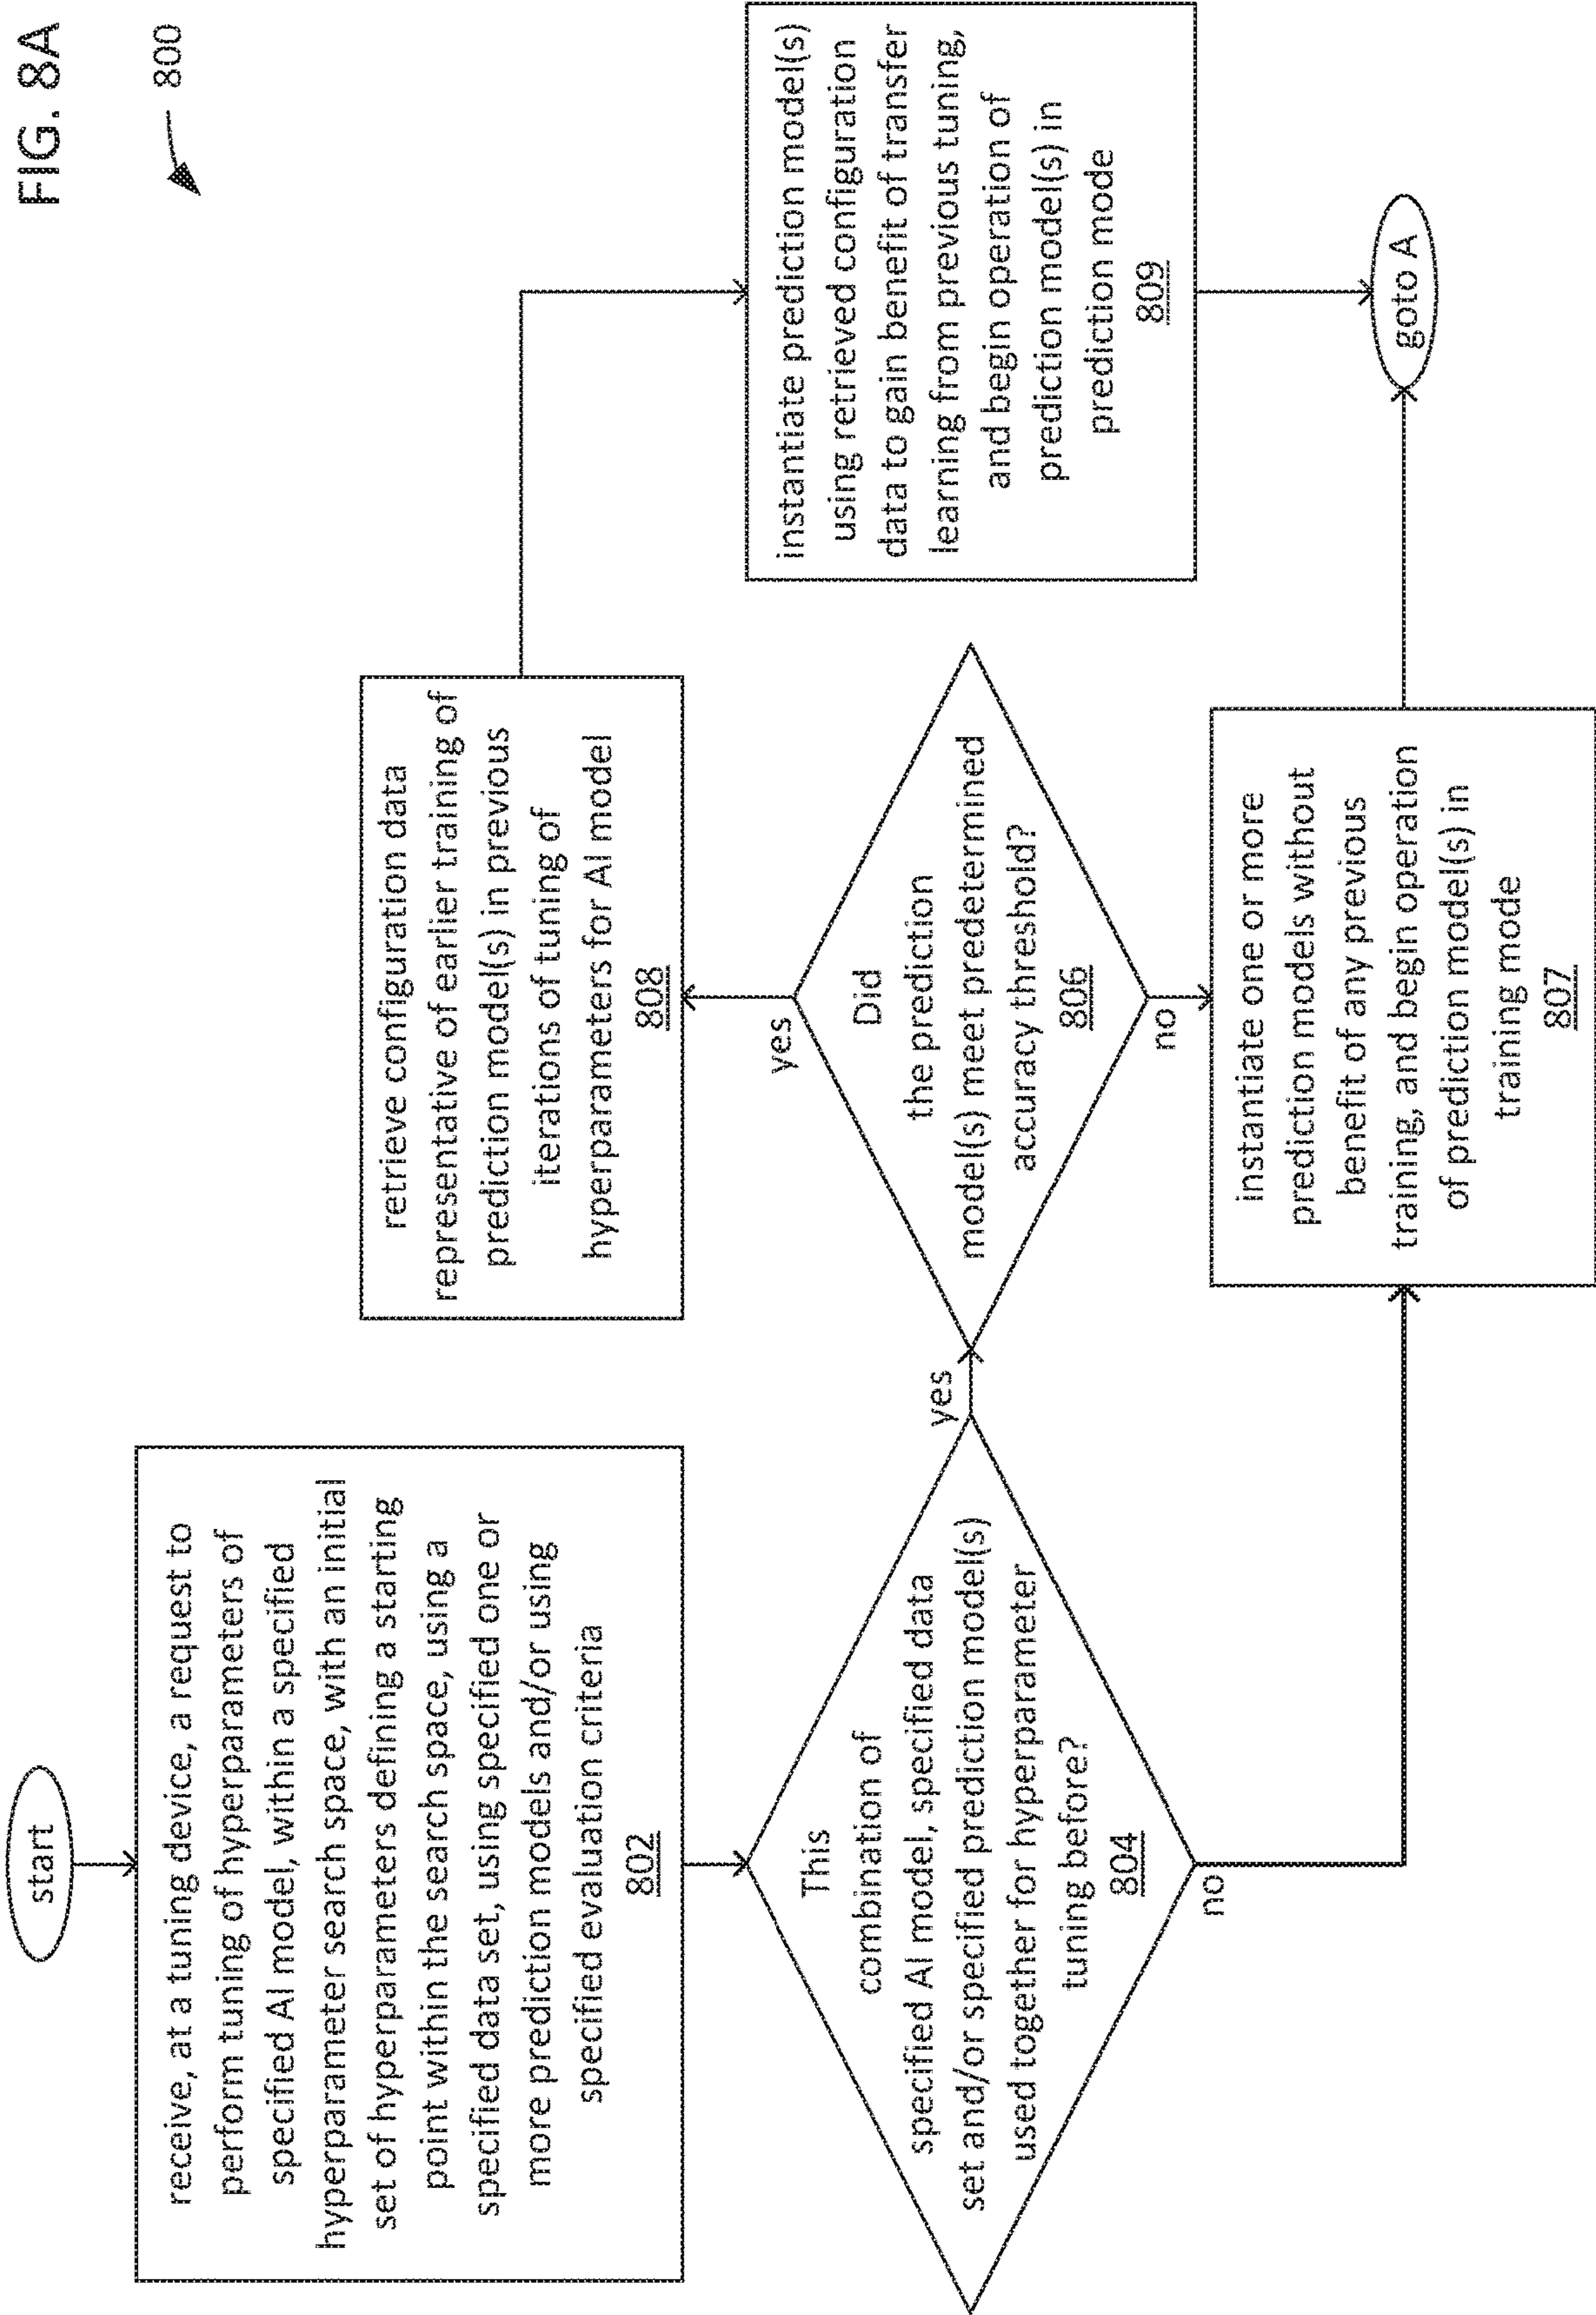 FIG. 8A
800
start
receive, at a tuning device, a request to
perform tuning of hyperparameters of
specified AI model, within a specified
hyperparameter search space, with an initial
set of hyperparameters defining a starting
point within the search space, using a
specified data set, using specified one or
more prediction models and/or using
specified evaluation criteria
802
This
combination of
specified AI model, specified data
set and/or specified prediction model(s)
used together for hyperparameter
tuning before?
804
yes
no
Did
the prediction
model(s) meet predetermined
accuracy threshold?
806
yes
no
retrieve configuration data
representative of earlier training of
prediction model(s) in previous
iterations of tuning of
hyperparameters for AI model
808
instantiate one or more
prediction models without
benefit of any previous
training, and begin operation
of prediction model(s) in
training mode
807
instantiate prediction model(s)
using retrieved configuration
data to gain benefit of transfer
learning from previous tuning,
and begin operation of
prediction model(s) in
prediction mode
809
goto A